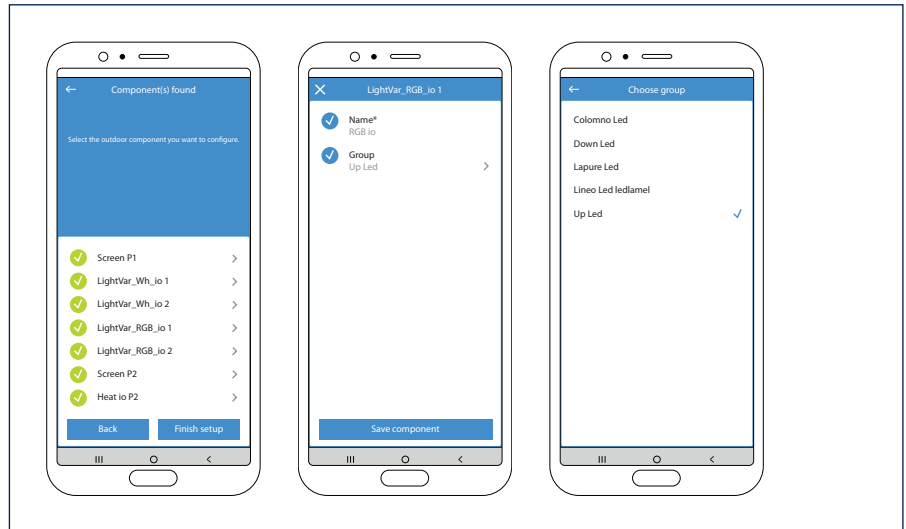 Component(s) found
Select the outdoor component you want to configure.
Screen P1
LightVar_Wh_io 1
LightVar_Wh_io 2
LightVar_RGB_io 1
LightVar_RGB_io 2
Screen P2
Heat io P2
Back
Finish setup
LightVar_RGB_io 1
Name*
RGB io
Group
Up Led
Save component
Choose group
Colomno Led
Down Led
Lapure Led
Lineo Led ledlamel
Up Led